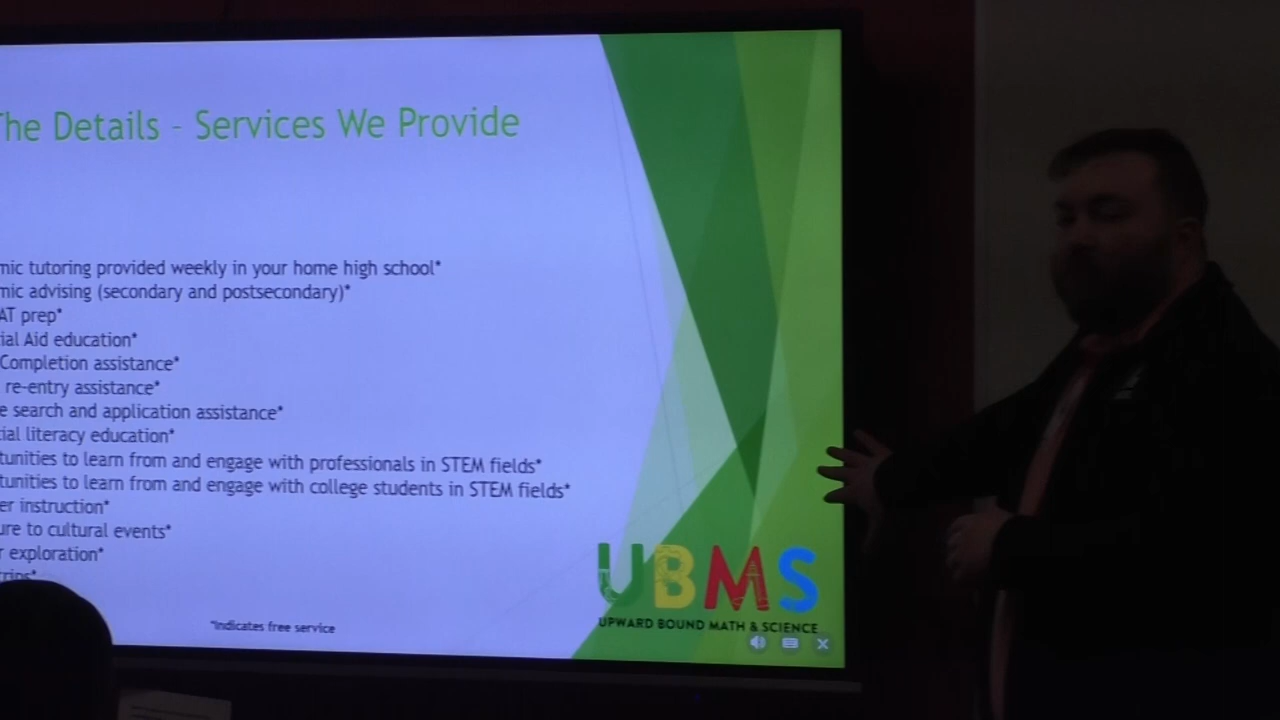 The Details - Services We Provide
mic tutoring provided weekly in your home high school*
mic advising (secondary and postsecondary)*
AT prep*
ial Aid education*
Completion assistance*
re-entry assistance*
e search and application assistance*
ial literacy education*
tunities to learn from and engage with professionals in STEM fields*
tunities to learn from and engage with college students in STEM fields*
er instruction*
ure to cultural events*
r exploration*
*Indicates free service
UBMS
UPWARD BOUND MATH & SCIENCE